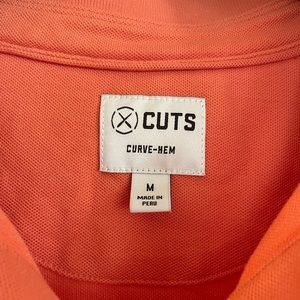 (X) CUTS
CURVE-HEM
M
MADE IN
PERU